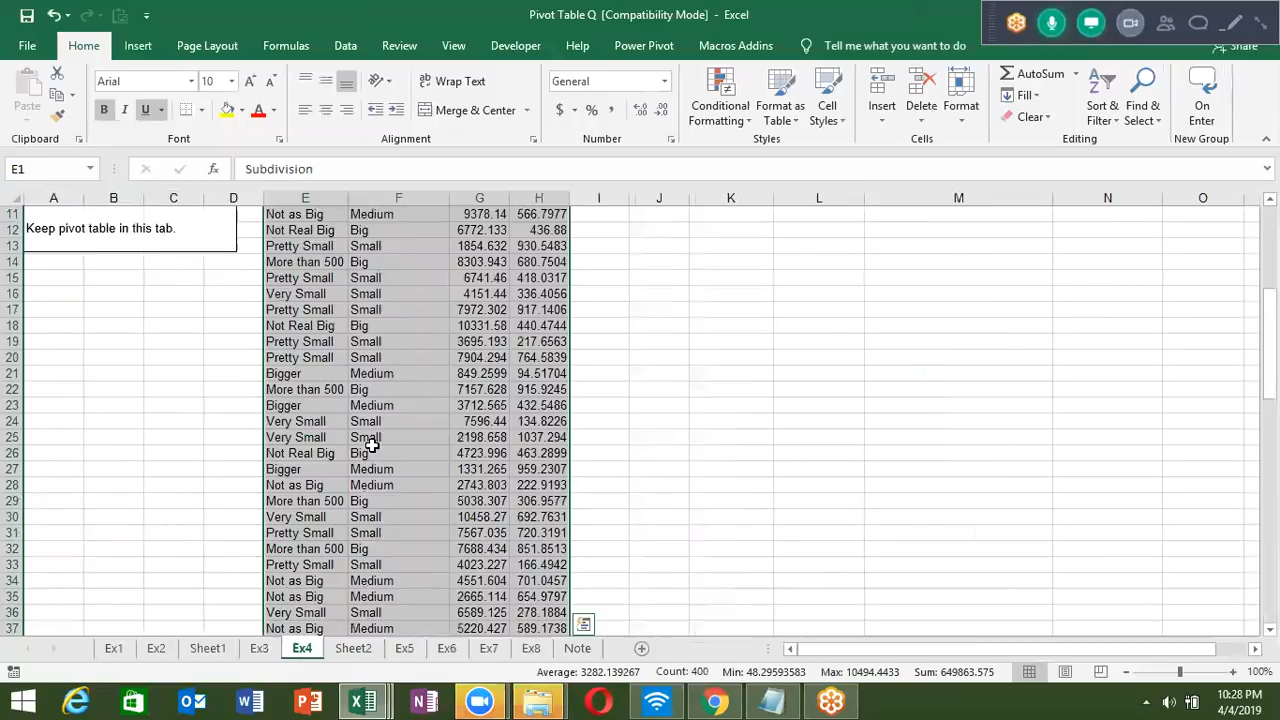 Pivot Table Q [Compatibility Mode] - Excel
File Home Insert Page Layout Formulas Data Review View Developer Help Power Pivot Macros Addins Tell me what you want to do Share
Paste
Clipboard
Arial 10
B I U
Font
Wrap Text
Merge & Center
Alignment
General
$ % ,
Number
Conditional Formatting
Format as Table
Cell Styles
Styles
Insert Delete Format
Cells
AutoSum
Fill
Clear
Sort & Filter
Find & Select
Editing
On Enter
New Group
E1 fx Subdivision
A B C D E F G H I J K L M N O
Keep pivot table in this tab.
11 Not as Big Medium 9378.14 566.7977
12 Not Real Big Big 6772.133 436.88
13 Pretty Small Small 1854.632 930.5483
14 More than 500 Big 8303.943 680.7504
15 Pretty Small Small 6741.46 418.0317
16 Very Small Small 4151.44 336.4056
17 Pretty Small Small 7972.302 917.1406
18 Not Real Big Big 10331.58 440.4744
19 Pretty Small Small 3695.193 217.6563
20 Pretty Small Small 7904.294 764.5839
21 Bigger Medium 849.2599 94.51704
22 More than 500 Big 7157.628 915.9245
23 Bigger Medium 3712.565 432.5486
24 Very Small Small 7596.44 134.8226
25 Very Small Small 2198.658 1037.294
26 Not Real Big Big 4723.996 463.2899
27 Bigger Medium 1331.265 959.2307
28 Not as Big Medium 2743.803 222.9193
29 More than 500 Big 5038.307 306.9577
30 Very Small Small 10458.27 692.7631
31 Pretty Small Small 7567.035 720.3191
32 More than 500 Big 7688.434 851.8513
33 Pretty Small Small 4023.227 166.4942
34 Not as Big Medium 4551.604 701.0457
35 Not as Big Medium 2665.114 654.9797
36 Very Small Small 6589.125 278.1884
37 Not as Big Medium 5220.427 589.1738
Ex1 Ex2 Sheet1 Ex3 Ex4 Sheet2 Ex5 Ex6 Ex7 Ex8 Note
Average: 3282.139267 Count: 400 Min: 48.29593583 Max: 10494.4433 Sum: 649863.575 100%
10:28 PM
4/4/2019